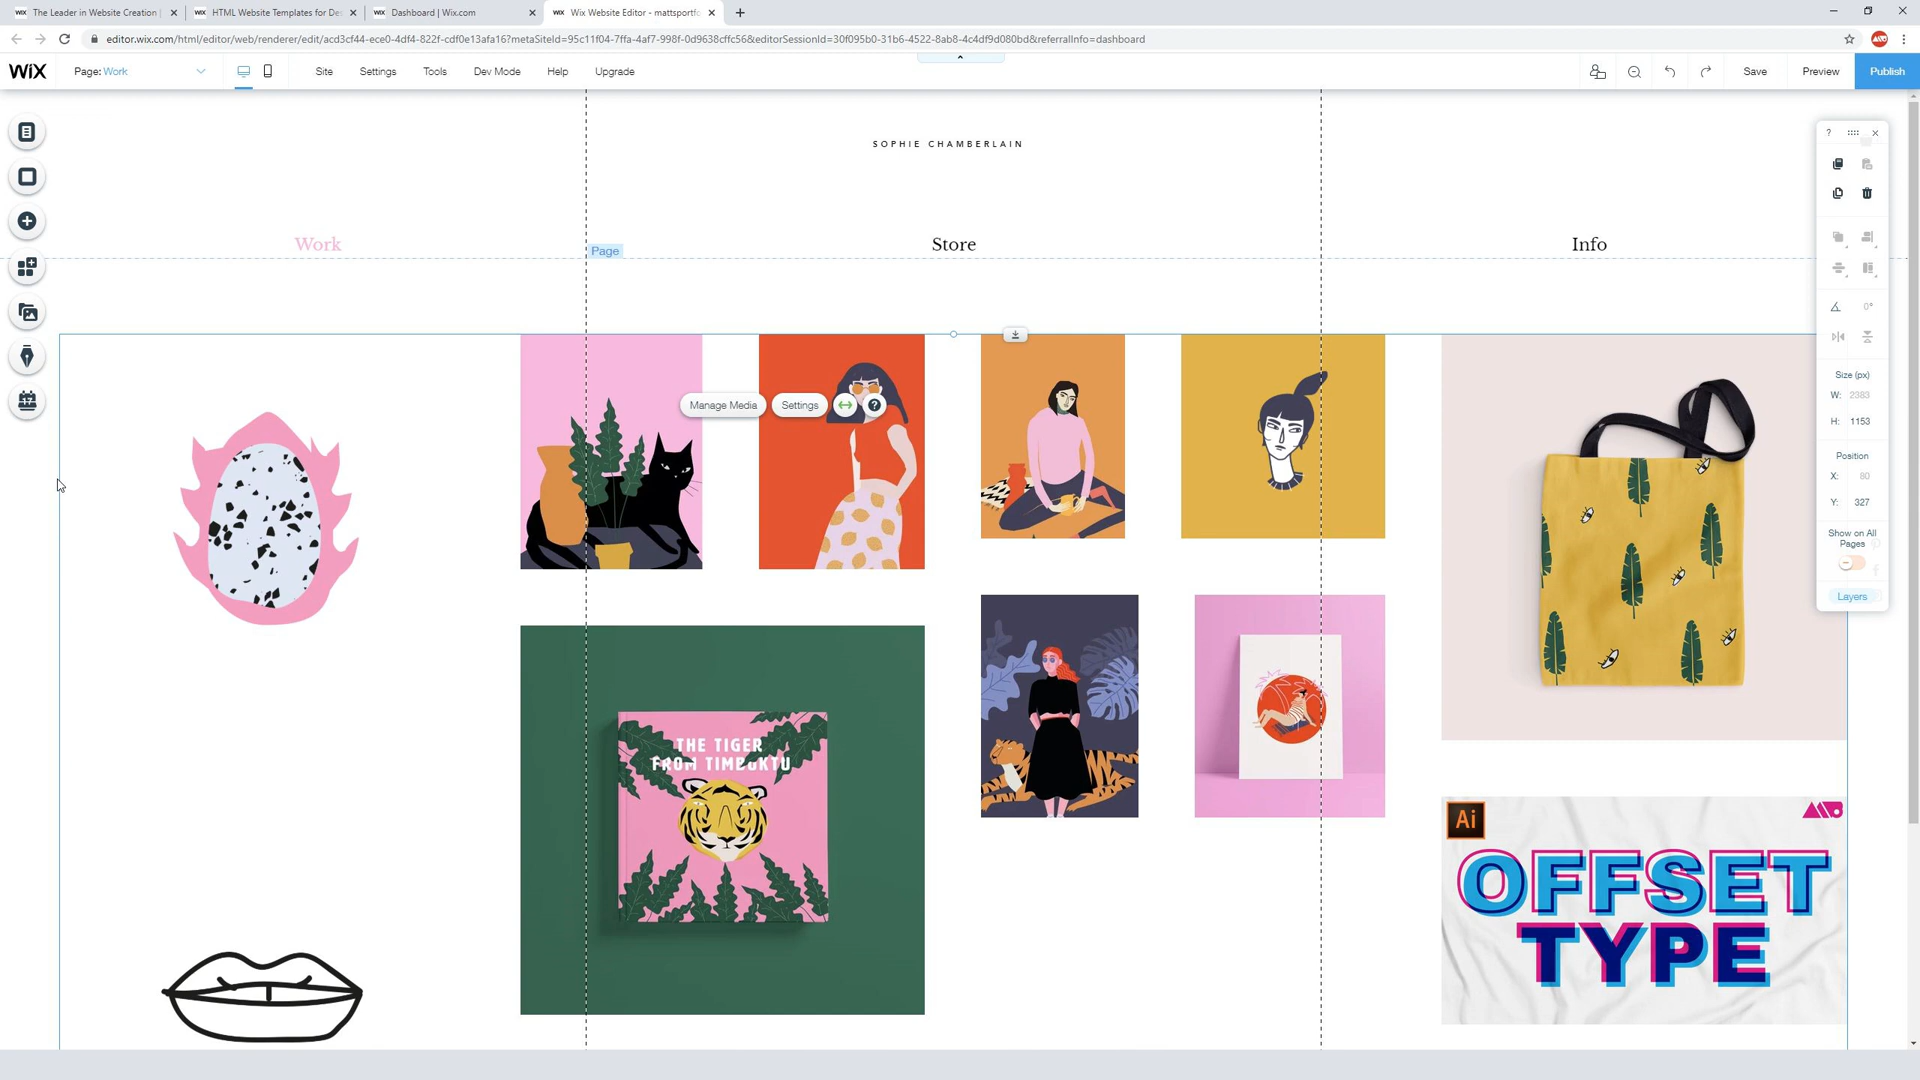 The Leader in Website Creation |
HTML Website Templates for De
Dashboard | Wix.com
Wix Website Editor - mattsportfo
editor.wix.com/html/editor/web/renderer/edit/acd3cf44-ece0-4df4-822f-cdf0e13afa16?metaSiteId=95c11f04-7ffa-4af7-998f-0d9638cffc56&editorSessionId=30f095b0-31b6-4522-8ab8-4c4df9d080bd&referralInfo=dashboard
WiX
Page: Work
Site
Settings
Tools
Dev Mode
Help
Upgrade
Save
Preview
Publish
SOPHIE CHAMBERLAIN
Work
Store
Info
Page
Manage Media
Settings
?
?
0°
Size (px)
W: 2383
H: 1153
Position
X: 80
Y: 327
Show on All
Pages
Layers
THE TIGER
FROM TIMBUKTU
Ai
OFFSET
TYPE